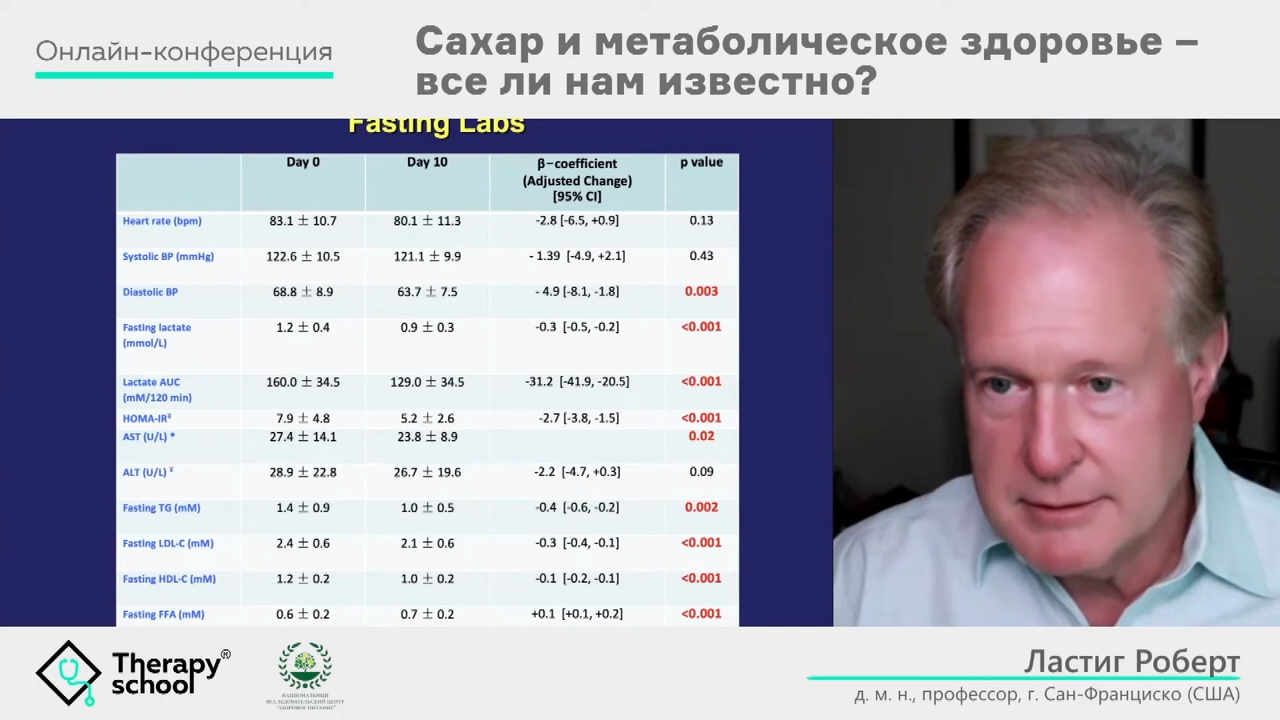 Онлайн-конференция
Сахар и метаболическое здоровье –
все ли нам известно?
Fasting Labs
Day 0 Day 10 β−coefficient p value
(Adjusted Change)
[95% CI]
Heart rate (bpm) 83.1 ± 10.7 80.1 ± 11.3 -2.8 [-6.5, +0.9] 0.13
Systolic BP (mmHg) 122.6 ± 10.5 121.1 ± 9.9 - 1.39 [-4.9, +2.1] 0.43
Diastolic BP 68.8 ± 8.9 63.7 ± 7.5 - 4.9 [-8.1, -1.8] 0.003
Fasting lactate 1.2 ± 0.4 0.9 ± 0.3 -0.3 [-0.5, -0.2] <0.001
(mmol/L)
Lactate AUC 160.0 ± 34.5 129.0 ± 34.5 -31.2 [-41.9, -20.5] <0.001
(mM/120 min)
HOMA-IR¥ 7.9 ± 4.8 5.2 ± 2.6 -2.7 [-3.8, -1.5] <0.001
AST (U/L) * 27.4 ± 14.1 23.8 ± 8.9 0.02
ALT (U/L) ¥ 28.9 ± 22.8 26.7 ± 19.6 -2.2 [-4.7, +0.3] 0.09
Fasting TG (mM) 1.4 ± 0.9 1.0 ± 0.5 -0.4 [-0.6, -0.2] 0.002
Fasting LDL-C (mM) 2.4 ± 0.6 2.1 ± 0.6 -0.3 [-0.4, -0.1] <0.001
Fasting HDL-C (mM) 1.2 ± 0.2 1.0 ± 0.2 -0.1 [-0.2, -0.1] <0.001
Fasting FFA (mM) 0.6 ± 0.2 0.7 ± 0.2 +0.1 [+0.1, +0.2] <0.001
Therapy®
school
НАЦИОНАЛЬНЫЙ
ИССЛЕДОВАТЕЛЬСКИЙ ЦЕНТР
"ЗДОРОВОЕ ПИТАНИЕ"
Ластиг Роберт
д. м. н., профессор, г. Сан-Франциско (США)